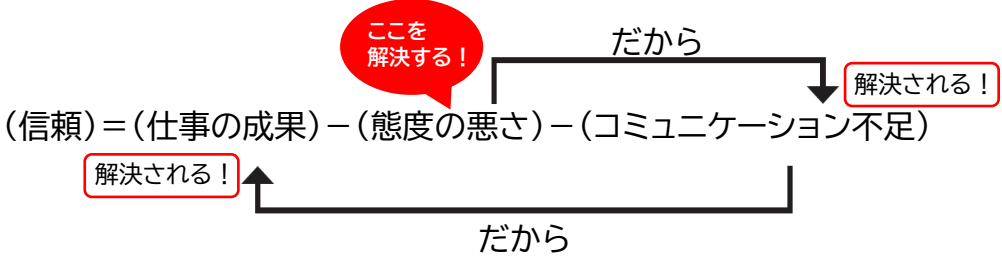 ここを
解決する！
だから
解決される！
（信頼）＝（仕事の成果）－（態度の悪さ）－（コミュニケーション不足）
解決される！
だから